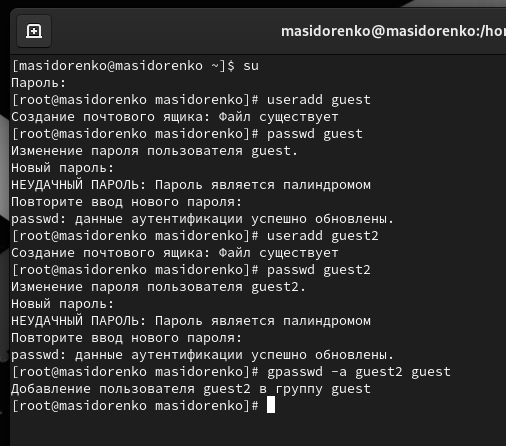 masidorenko@masidorenko:/hor
[masidorenko@masidorenko ~]$ su
Пароль:
[root@masidorenko masidorenko]# useradd guest
Создание почтового ящика: Файл существует
[root@masidorenko masidorenko]# passwd guest
Изменение пароля пользователя guest.
Новый пароль:
НЕУДАЧНЫЙ ПАРОЛЬ: Пароль является палиндромом
Повторите ввод нового пароля:
passwd: данные аутентификации успешно обновлены.
[root@masidorenko masidorenko]# useradd guest2
Создание почтового ящика: Файл существует
[root@masidorenko masidorenko]# passwd guest2
Изменение пароля пользователя guest2.
Новый пароль:
НЕУДАЧНЫЙ ПАРОЛЬ: Пароль является палиндромом
Повторите ввод нового пароля:
passwd: данные аутентификации успешно обновлены.
[root@masidorenko masidorenko]# gpasswd -a guest2 guest
Добавление пользователя guest2 в группу guest
[root@masidorenko masidorenko]#